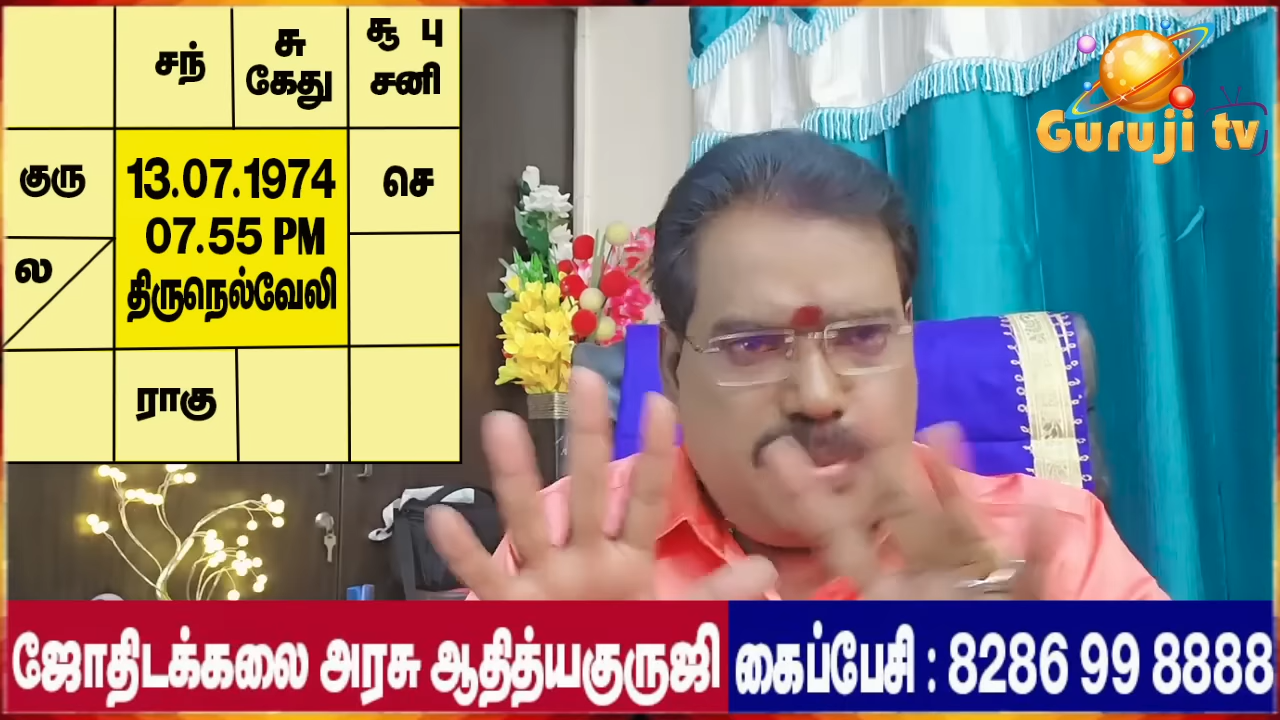 சந்
சு
கேது
சூ பு
சனி
குரு
13.07.1974
07.55 PM
திருநெல்வேலி
செ
ல
ராகு
Guruji tv
ஜோதிடக்கலை அரசு ஆதித்யகுருஜி
கைப்பேசி : 8286 99 8888